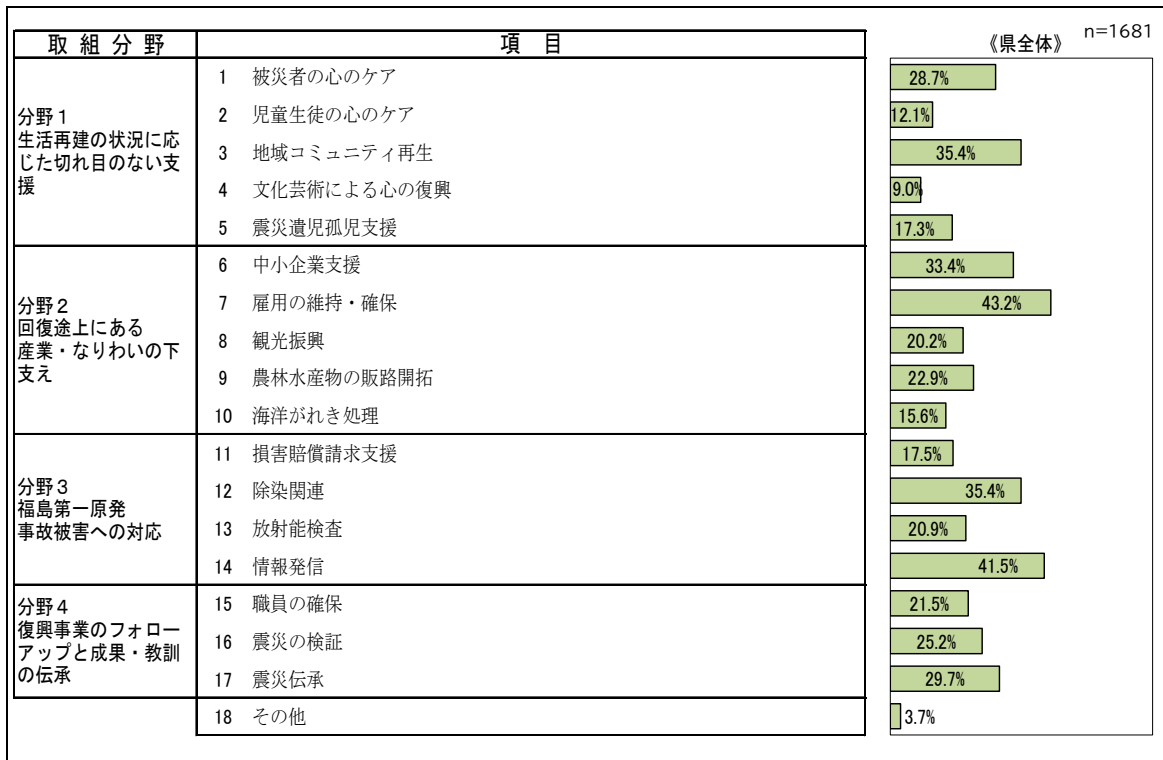 n=1681
取組分野 項目 《県全体》
分野1
生活再建の状況に応
じた切れ目のない支
援
1 被災者の心のケア 28.7%
2 児童生徒の心のケア 12.1%
3 地域コミュニティ再生 35.4%
4 文化芸術による心の復興 9.0%
5 震災遺児孤児支援 17.3%
分野2
回復途上にある
産業・なりわいの下
支え
6 中小企業支援 33.4%
7 雇用の維持・確保 43.2%
8 観光振興 20.2%
9 農林水産物の販路開拓 22.9%
10 海洋がれき処理 15.6%
分野3
福島第一原発
事故被害への対応
11 損害賠償請求支援 17.5%
12 除染関連 35.4%
13 放射能検査 20.9%
14 情報発信 41.5%
分野4
復興事業のフォロー
アップと成果・教訓
の伝承
15 職員の確保 21.5%
16 震災の検証 25.2%
17 震災伝承 29.7%
18 その他 3.7%